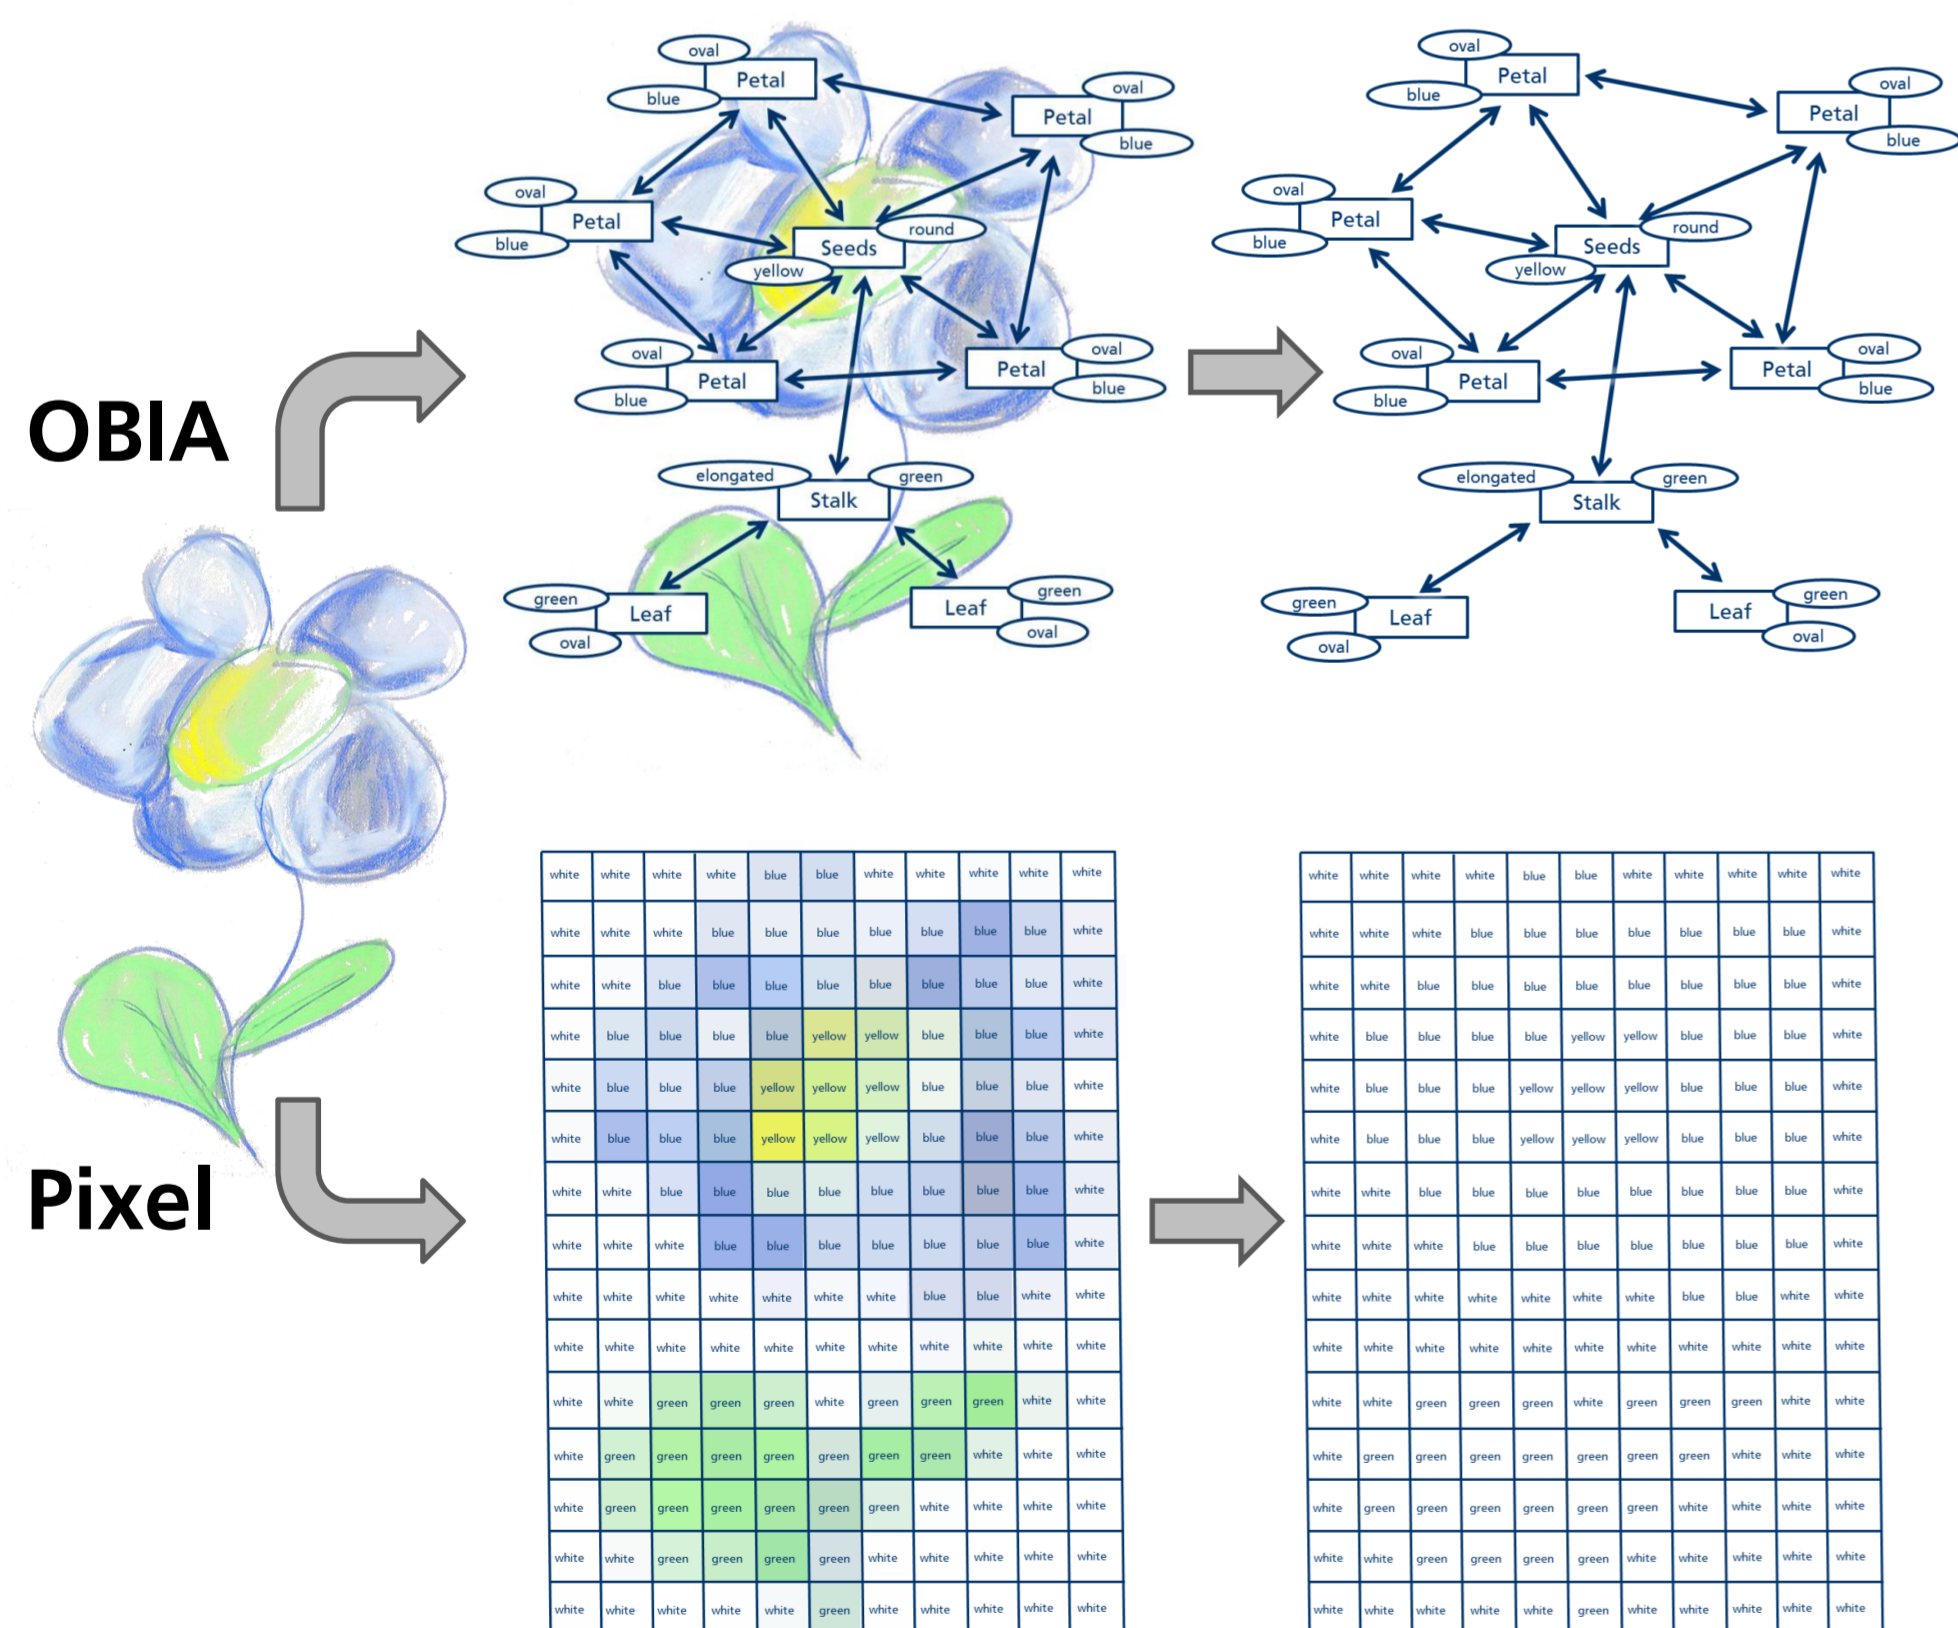 OBIA
oval
Petal
blue
oval
Petal
blue
oval
Petal
blue
round
Seeds
yellow
oval
Petal
blue
oval
Petal
blue
elongated
green
Stalk
green
Leaf
oval
green
Leaf
oval
oval
Petal
blue
oval
Petal
blue
oval
Petal
blue
round
Seeds
yellow
oval
Petal
blue
oval
Petal
blue
elongated
green
Stalk
green
Leaf
oval
green
Leaf
oval
Pixel
white white white white blue blue white white white white white
white white white blue blue blue blue blue blue blue white
white white blue blue blue blue blue blue blue blue white
white blue blue blue blue yellow yellow blue blue blue white
white blue blue blue yellow yellow yellow blue blue blue white
white blue blue blue yellow yellow yellow blue blue blue white
white white blue blue blue blue blue blue blue blue white
white white white blue blue blue blue blue blue blue white
white white white white white white white blue blue white white
white white white white white white white white white white white
white white green green green white green green green white white
white green green green green green green green white white white
white green green green green green green white white white white
white white green green green green white white white white white
white white white white white green white white white white white
white white white white blue blue white white white white white
white white white blue blue blue blue blue blue blue white
white white blue blue blue blue blue blue blue blue white
white blue blue blue blue yellow yellow blue blue blue white
white blue blue blue yellow yellow yellow blue blue blue white
white blue blue blue yellow yellow yellow blue blue blue white
white white blue blue blue blue blue blue blue blue white
white white white blue blue blue blue blue blue blue white
white white white white white white white blue blue white white
white white white white white white white white white white white
white white green green green white green green green white white
white green green green green green green green white white white
white green green green green green green white white white white
white white green green green green white white white white white
white white white white white green white white white white white